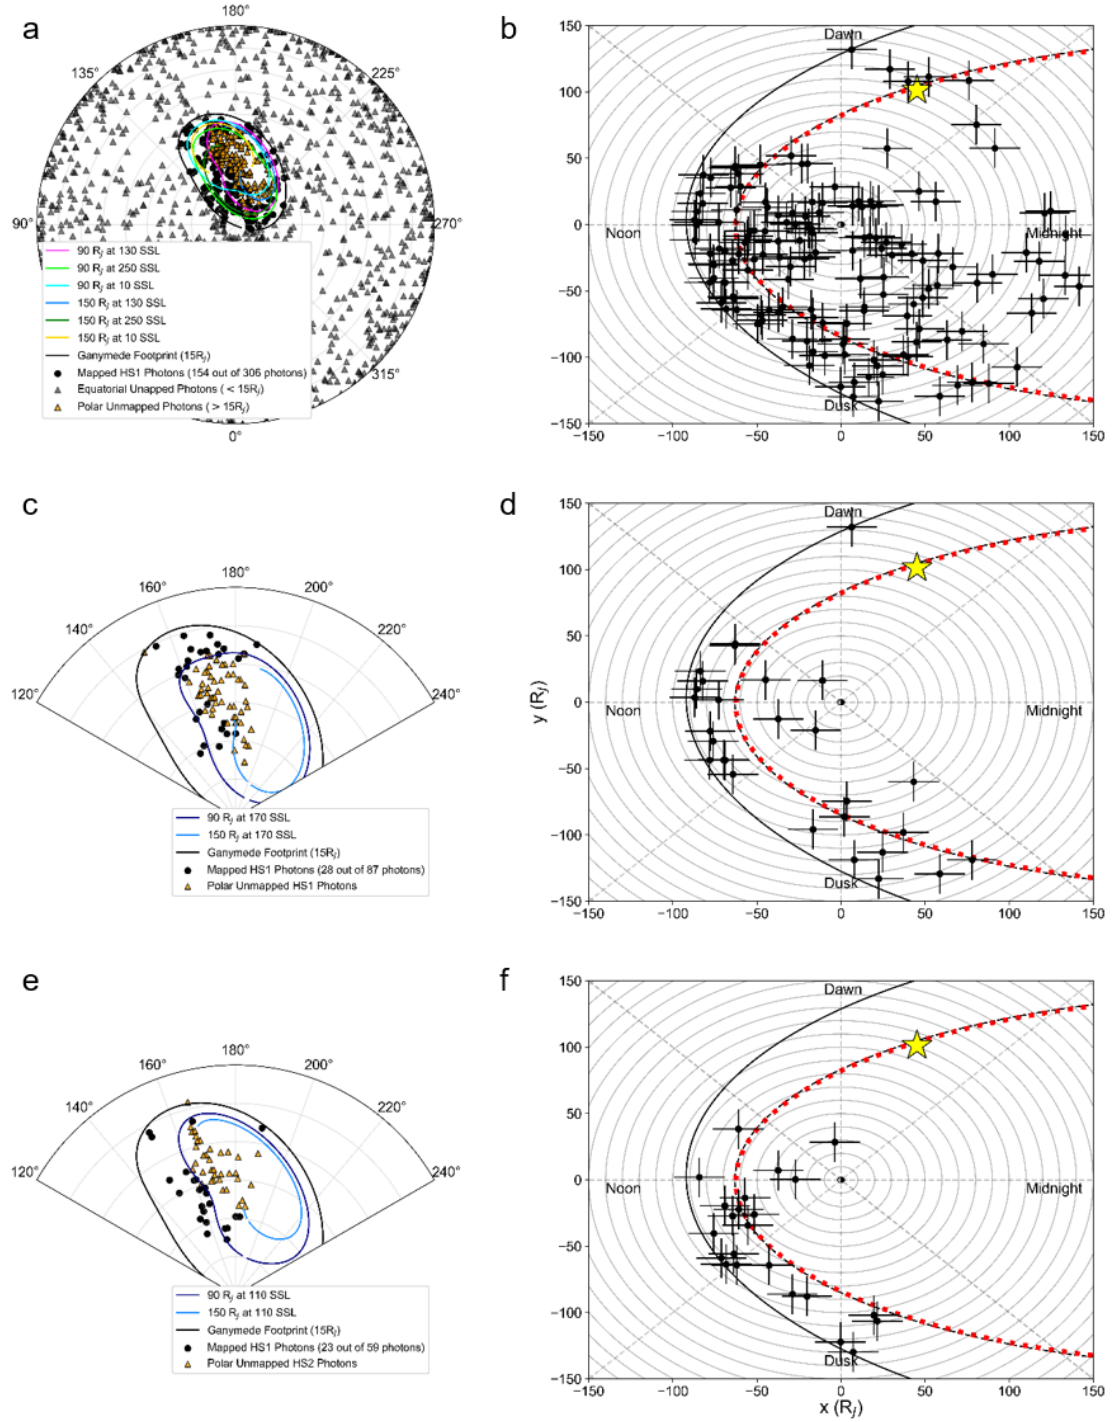 a
180°
135°
225°
90°
270°
315°
0°
90 RJ at 130 SSL
90 RJ at 250 SSL
90 RJ at 10 SSL
150 RJ at 130 SSL
150 RJ at 250 SSL
150 RJ at 10 SSL
Ganymede Footprint (15RJ)
Mapped HS1 Photons (154 out of 306 photons)
Equatorial Unapped Photons ( < 15RJ)
Polar Unmapped Photons ( > 15RJ)
b
150
100
50
0
−50
−100
−150
Dawn
Noon
Midnight
Dusk
−150 −100 −50 0 50 100 150
c
120°
140°
160°
180°
200°
220°
240°
90 RJ at 170 SSL
150 RJ at 170 SSL
Ganymede Footprint (15RJ)
Mapped HS1 Photons (28 out of 87 photons)
Polar Unmapped HS1 Photons
d
y (RJ)
150
100
50
0
−50
−100
−150
Dawn
Noon
Midnight
Dusk
−150 −100 −50 0 50 100 150
e
120°
140°
160°
180°
200°
220°
240°
90 RJ at 110 SSL
150 RJ at 110 SSL
Ganymede Footprint (15RJ)
Mapped HS1 Photons (23 out of 59 photons)
Polar Unmapped HS2 Photons
f
150
100
50
0
−50
−100
−150
Dawn
Noon
Midnight
Dusk
−150 −100 −50 0 50 100 150
x (RJ)